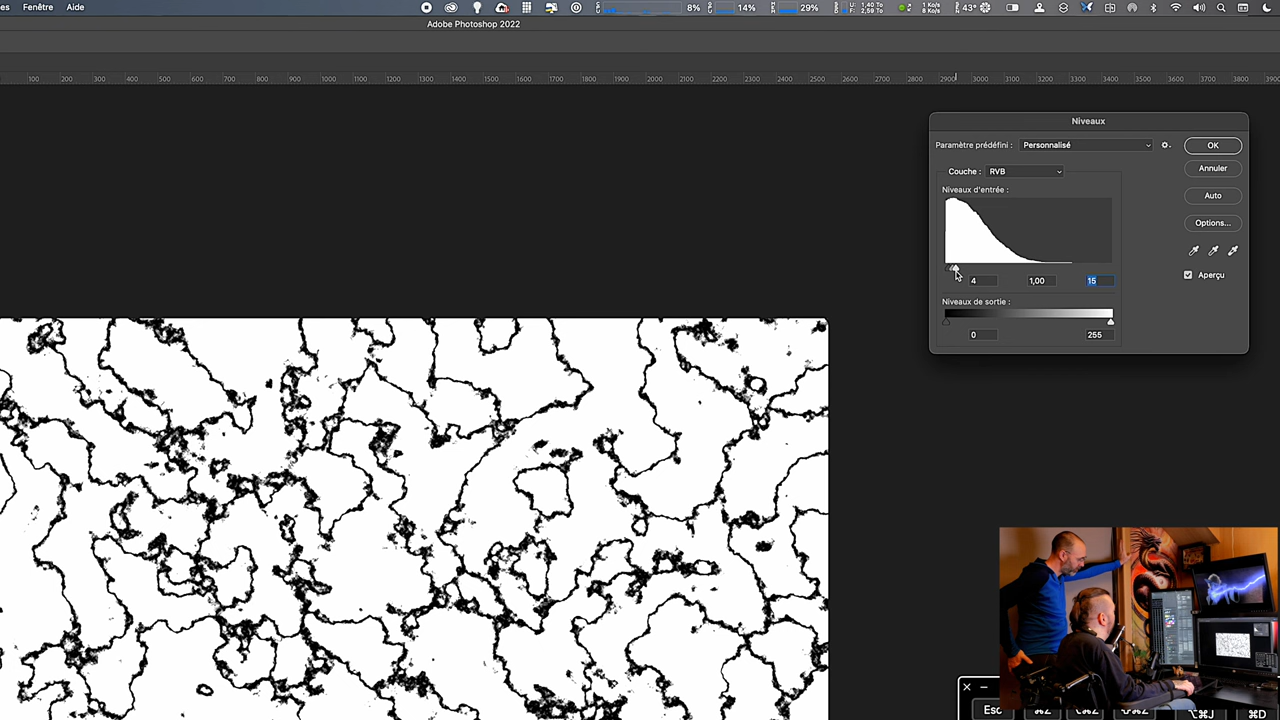 Fenêtre Aide 8% 14% 29% 43°
Adobe Photoshop 2022
100 200 300 400 500 600 700 800 900 1000 1100 1200 1300 1400 1500 1600 1700 1800 1900 2000 2100 2200 2300 2400 2500 2600 2700 2800 2900 3000 3100 3200 3300 3400 3500 3600 3700 3800 3900
Niveaux
Paramètre prédéfini : Personnalisé OK
Annuler
Couche : RVB
Niveaux d'entrée :
Auto
Options...
Aperçu
4 1,00 15
Niveaux de sortie :
0 255
Esc ⌘Z ⌥⌘J ⌘D